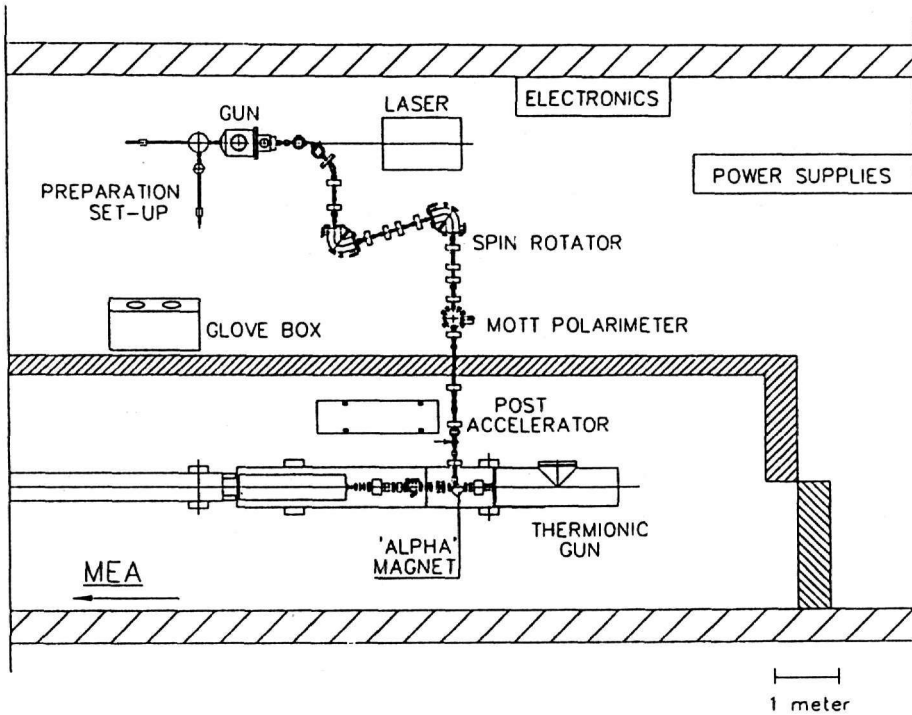 ELECTRONICS
LASER
GUN
POWER SUPPLIES
PREPARATION
SET-UP
SPIN ROTATOR
GLOVE BOX
MOTT POLARIMETER
POST
ACCELERATOR
THERMIONIC
GUN
'ALPHA'
MAGNET
MEA
1 meter